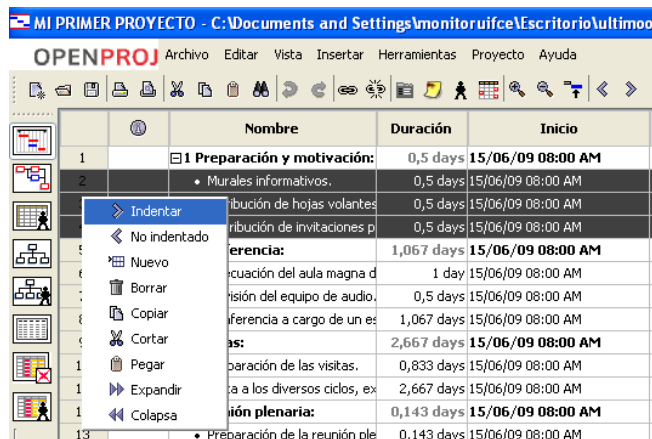 MI PRIMER PROYECTO - C:\Documents and Settings\monitoruifce\Escritorio\ultimoo
OPENPROJ Archivo Editar Vista Insertar Herramientas Proyecto Ayuda
Nombre Duración Inicio
1 1 Preparación y motivación: 0,5 days 15/06/09 08:00 AM
2 • Murales informativos. 0,5 days 15/06/09 08:00 AM
ribución de hojas volantes 0,5 days 15/06/09 08:00 AM
ribución de invitaciones p 0,5 days 15/06/09 08:00 AM
ferencia: 1,067 days 15/06/09 08:00 AM
ecuación del aula magna d 1 day 15/06/09 08:00 AM
isión del equipo de audio. 0,5 days 15/06/09 08:00 AM
nferencia a cargo de un es 1,067 days 15/06/09 08:00 AM
as: 2,667 days 15/06/09 08:00 AM
paración de las visitas. 0,833 days 15/06/09 08:00 AM
a a los diversos ciclos, ex 2,667 days 15/06/09 08:00 AM
nión plenaria: 0,143 days 15/06/09 08:00 AM
13 • Preparación de la reunión ple 0,143 days 15/06/09 08:00 AM
Indentar
No indentado
Nuevo
Borrar
Copiar
Cortar
Pegar
Expandir
Colapsa